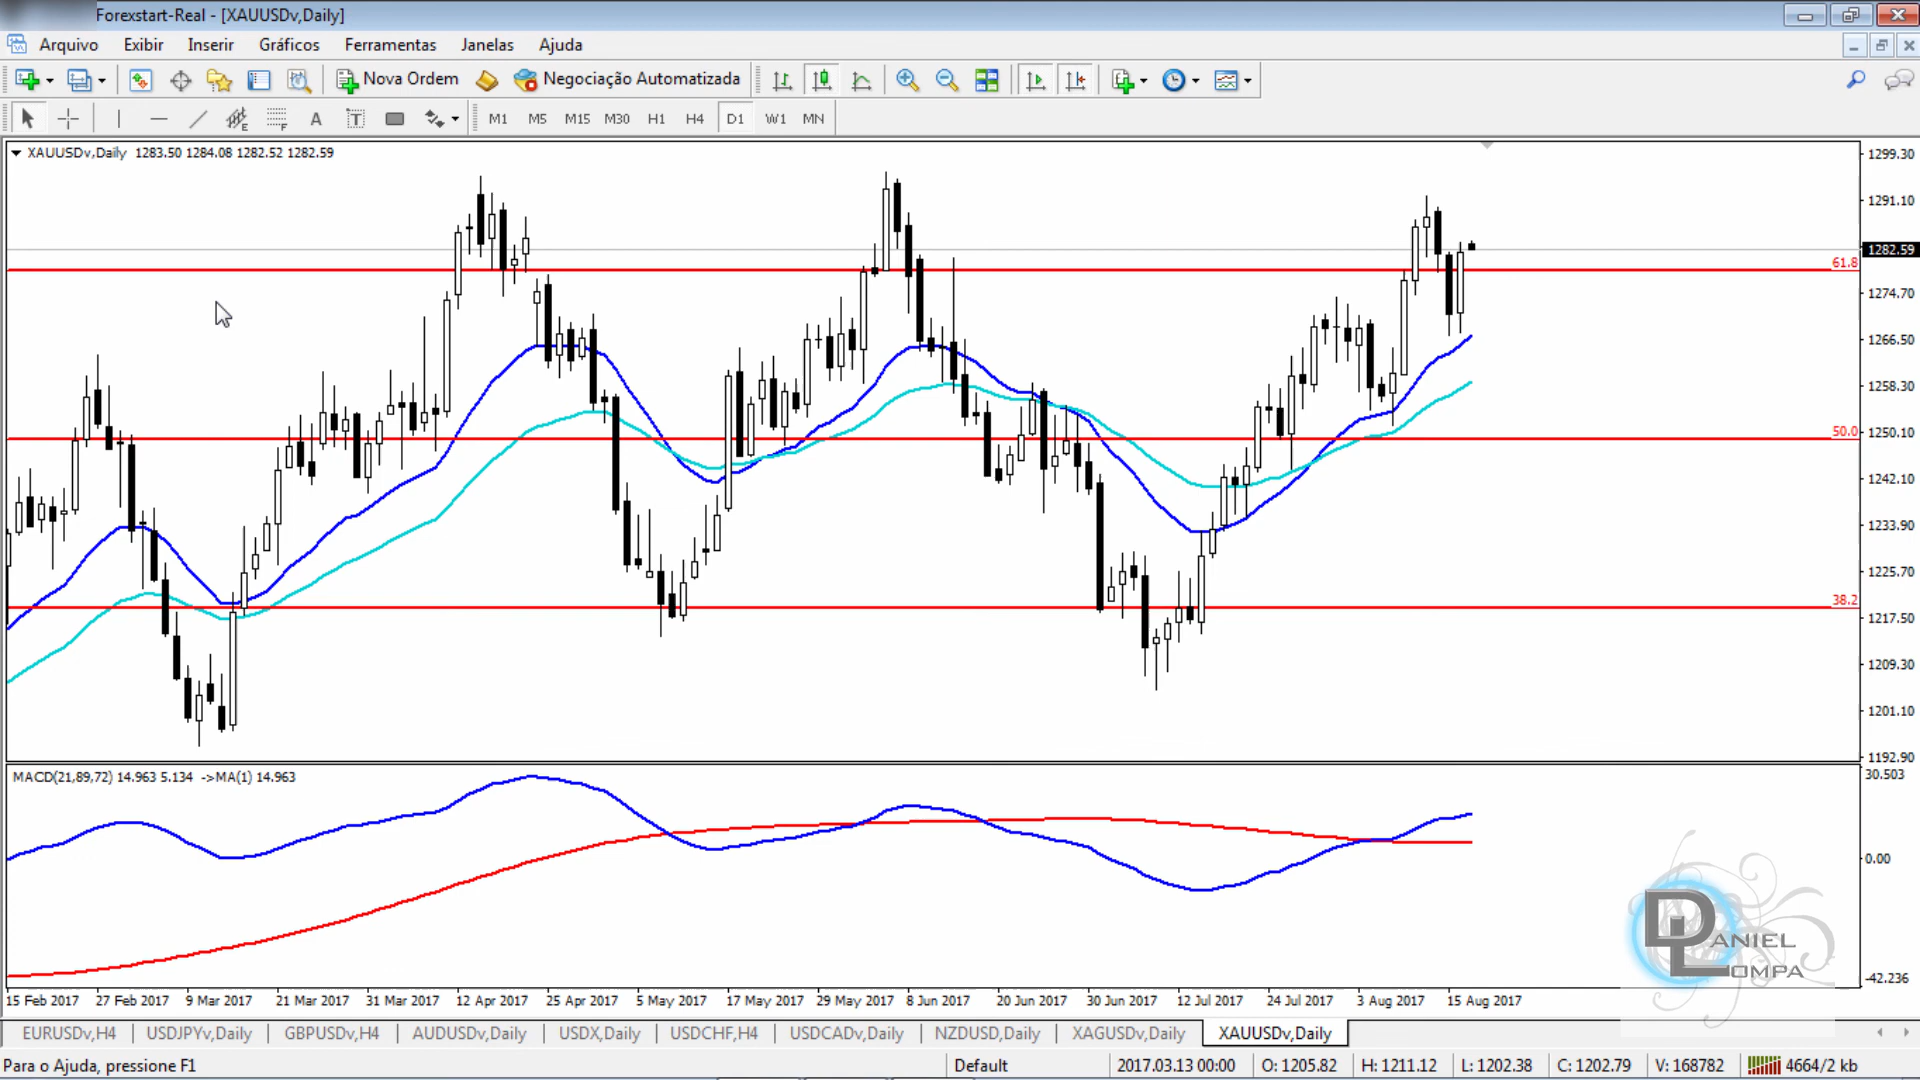 Forexstart-Real - [XAUUSDv,Daily]
Arquivo Exibir Inserir Gráficos Ferramentas Janelas Ajuda
Nova Ordem Negociação Automatizada
E F A T M1 M5 M15 M30 H1 H4 D1 W1 MN
XAUUSDv,Daily 1283.50 1284.08 1282.52 1282.59
1299.30
1291.10
1282.59
61.8
1274.70
1266.50
1258.30
50.0
1250.10
1242.10
1233.90
1225.70
38.2
1217.50
1209.30
1201.10
1192.90
MACD(21,89,72) 14.963 5.134 ->MA(1) 14.963
30.503
0.00
-42.236
DANIEL
LOMPA
15 Feb 2017 27 Feb 2017 9 Mar 2017 21 Mar 2017 31 Mar 2017 12 Apr 2017 25 Apr 2017 5 May 2017 17 May 2017 29 May 2017 8 Jun 2017 20 Jun 2017 30 Jun 2017 12 Jul 2017 24 Jul 2017 3 Aug 2017 15 Aug 2017
EURUSDv,H4 USDJPYv,Daily GBPUSDv,H4 AUDUSDv,Daily USDX,Daily USDCHF,H4 USDCADv,Daily NZDUSD,Daily XAGUSDv,Daily XAUUSDv,Daily
Para o Ajuda, pressione F1 Default 2017.03.13 00:00 O: 1205.82 H: 1211.12 L: 1202.38 C: 1202.79 V: 168782 4664/2 kb